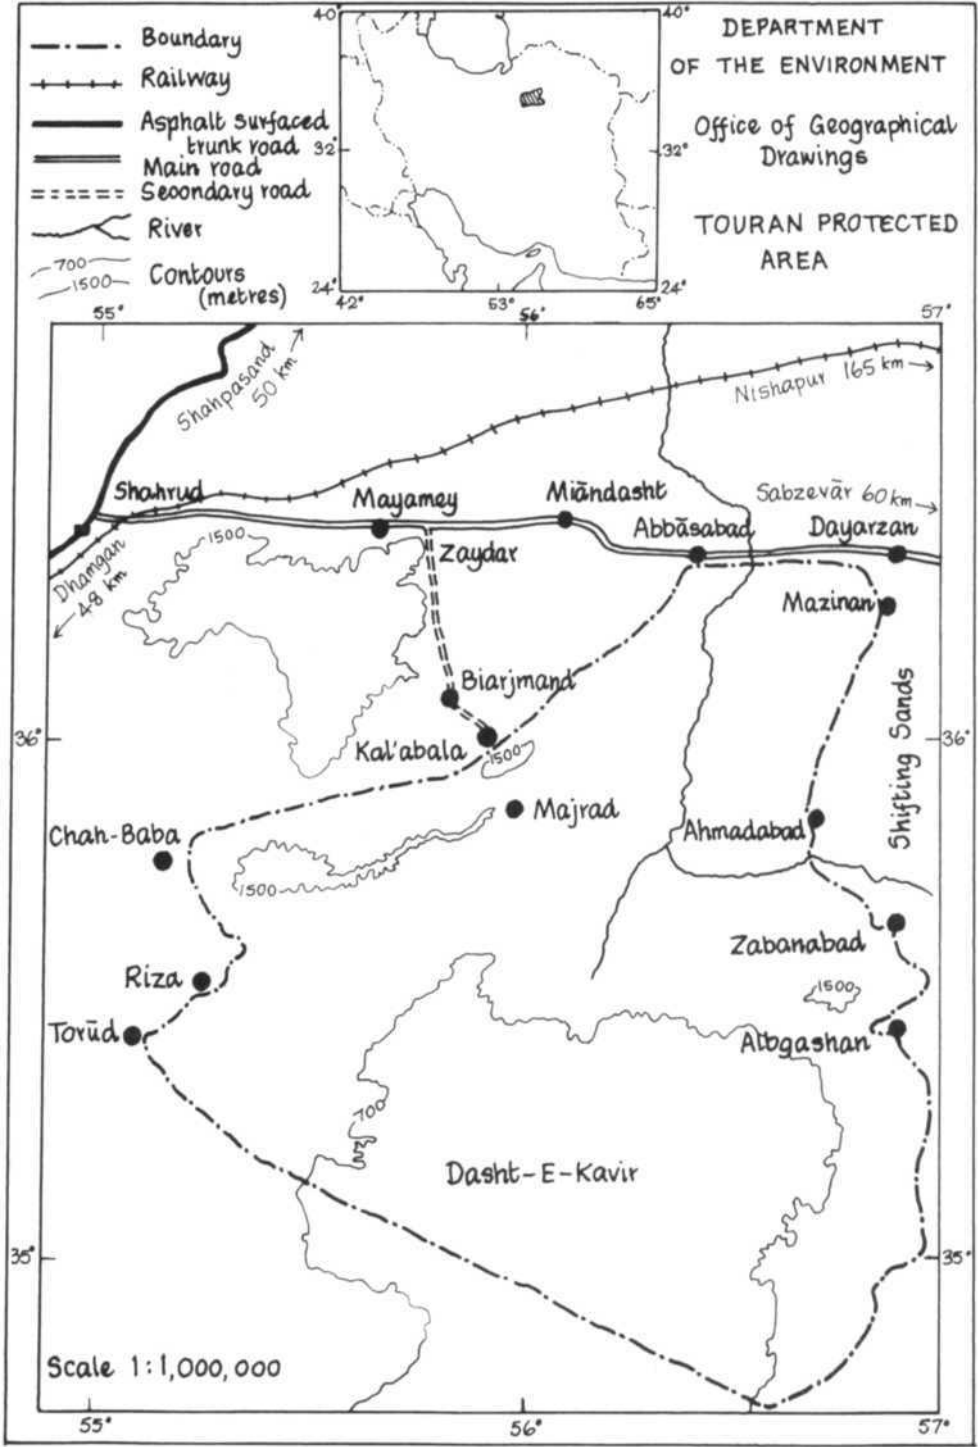 Boundary
Railway
Asphalt surfaced
trunk road
Main road
Seoondary road
River
700
1500
Contours
(metres)
40°
40°
32°
32°
24°
24°
42°
53°
65°
DEPARTMENT
OF THE ENVIRONMENT
Office of Geographical
Drawings
TOURAN PROTECTED
AREA
55°
56°
57°
Shahpasand
50 km
Nishapur 165 km
Shahrud
Mayamey
Miāndasht
Sabzevār 60 km
Abbāsabad
Dayarzan
1500
Zaydar
Dhamgan
48 km
Mazinan
Biarjmand
Shifting Sands
36°
36°
Kal'abala
1500
Majrad
Chah-Baba
Ahmadabad
1500
Zabanabad
Riza
1500
Torūd
Albgashan
700
Dasht-E-Kavir
35°
35°
Scale 1:1,000,000
55°
56°
57°